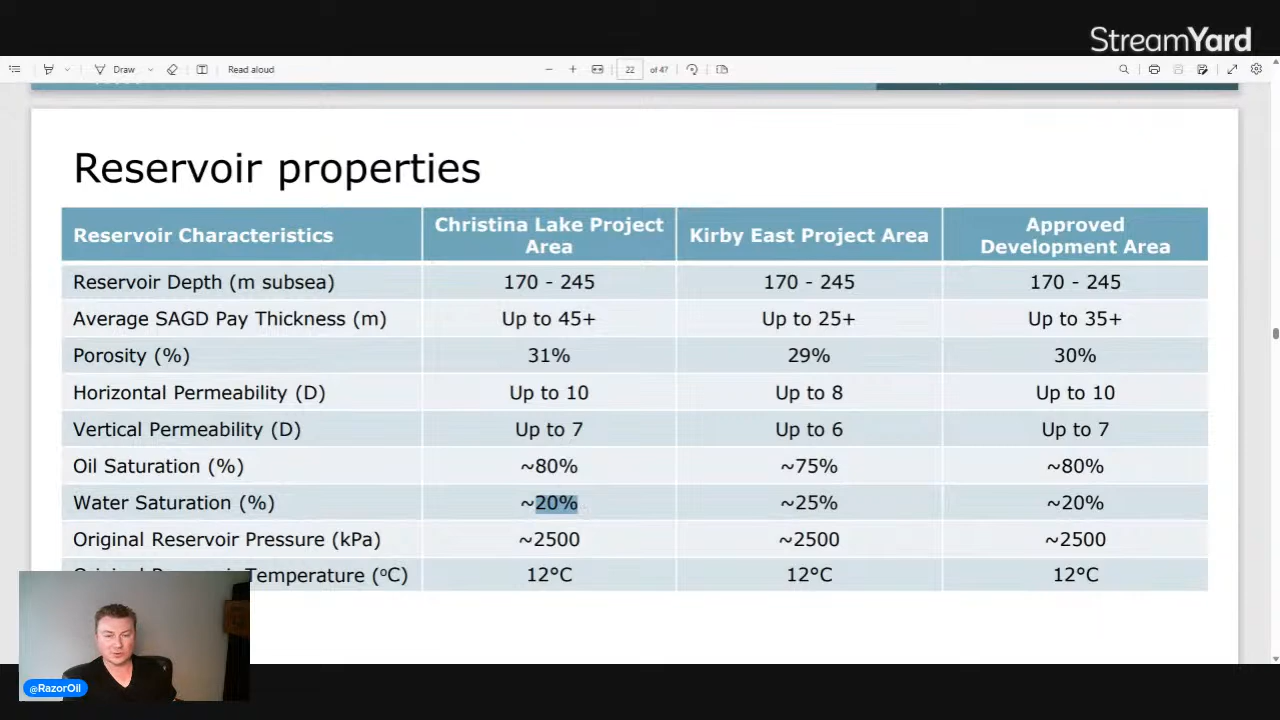 StreamYard
Draw
Read aloud
22 of 47
Reservoir properties
Reservoir Characteristics Christina Lake Project Area Kirby East Project Area Approved Development Area
Reservoir Depth (m subsea) 170 - 245 170 - 245 170 - 245
Average SAGD Pay Thickness (m) Up to 45+ Up to 25+ Up to 35+
Porosity (%) 31% 29% 30%
Horizontal Permeability (D) Up to 10 Up to 8 Up to 10
Vertical Permeability (D) Up to 7 Up to 6 Up to 7
Oil Saturation (%) ~80% ~75% ~80%
Water Saturation (%) ~20% ~25% ~20%
Original Reservoir Pressure (kPa) ~2500 ~2500 ~2500
Temperature (°C) 12°C 12°C 12°C
@RazorOil